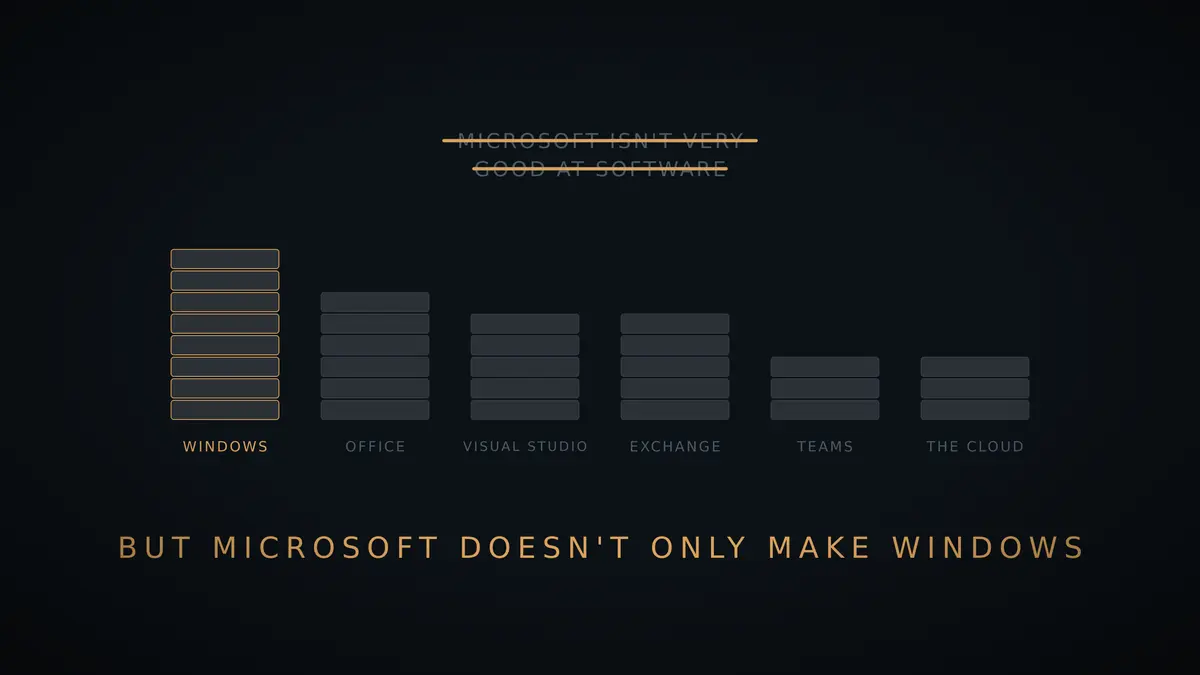 MICROSOFT ISN'T VERY
GOOD AT SOFTWARE
WINDOWS
OFFICE
VISUAL STUDIO
EXCHANGE
TEAMS
THE CLOUD
BUT MICROSOFT DOESN'T ONLY MAKE WINDOWS